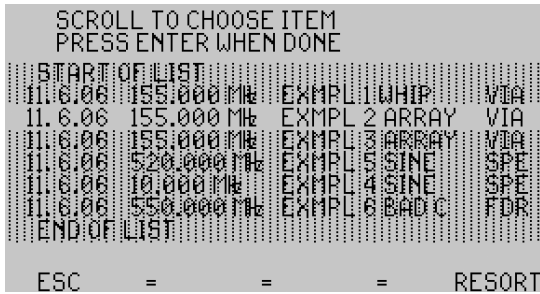 SCROLL TO CHOOSE ITEM
PRESS ENTER WHEN DONE
START OF LIST
11. 6.06 155.000 MHz EXMPL 1 WHIP VIA
11. 6.06 155.000 MHz EXMPL 2 ARRAY VIA
11. 6.06 155.000 MHz EXMPL 3 ARRAY VIA
11. 6.06 520.000 MHz EXMPL 5 SINE SPE
11. 6.06 10.000 MHz EXMPL 4 SINE SPE
11. 6.06 550.000 MHz EXMPL 6 BAD C FDR
END OF LIST
ESC = = = RESORT